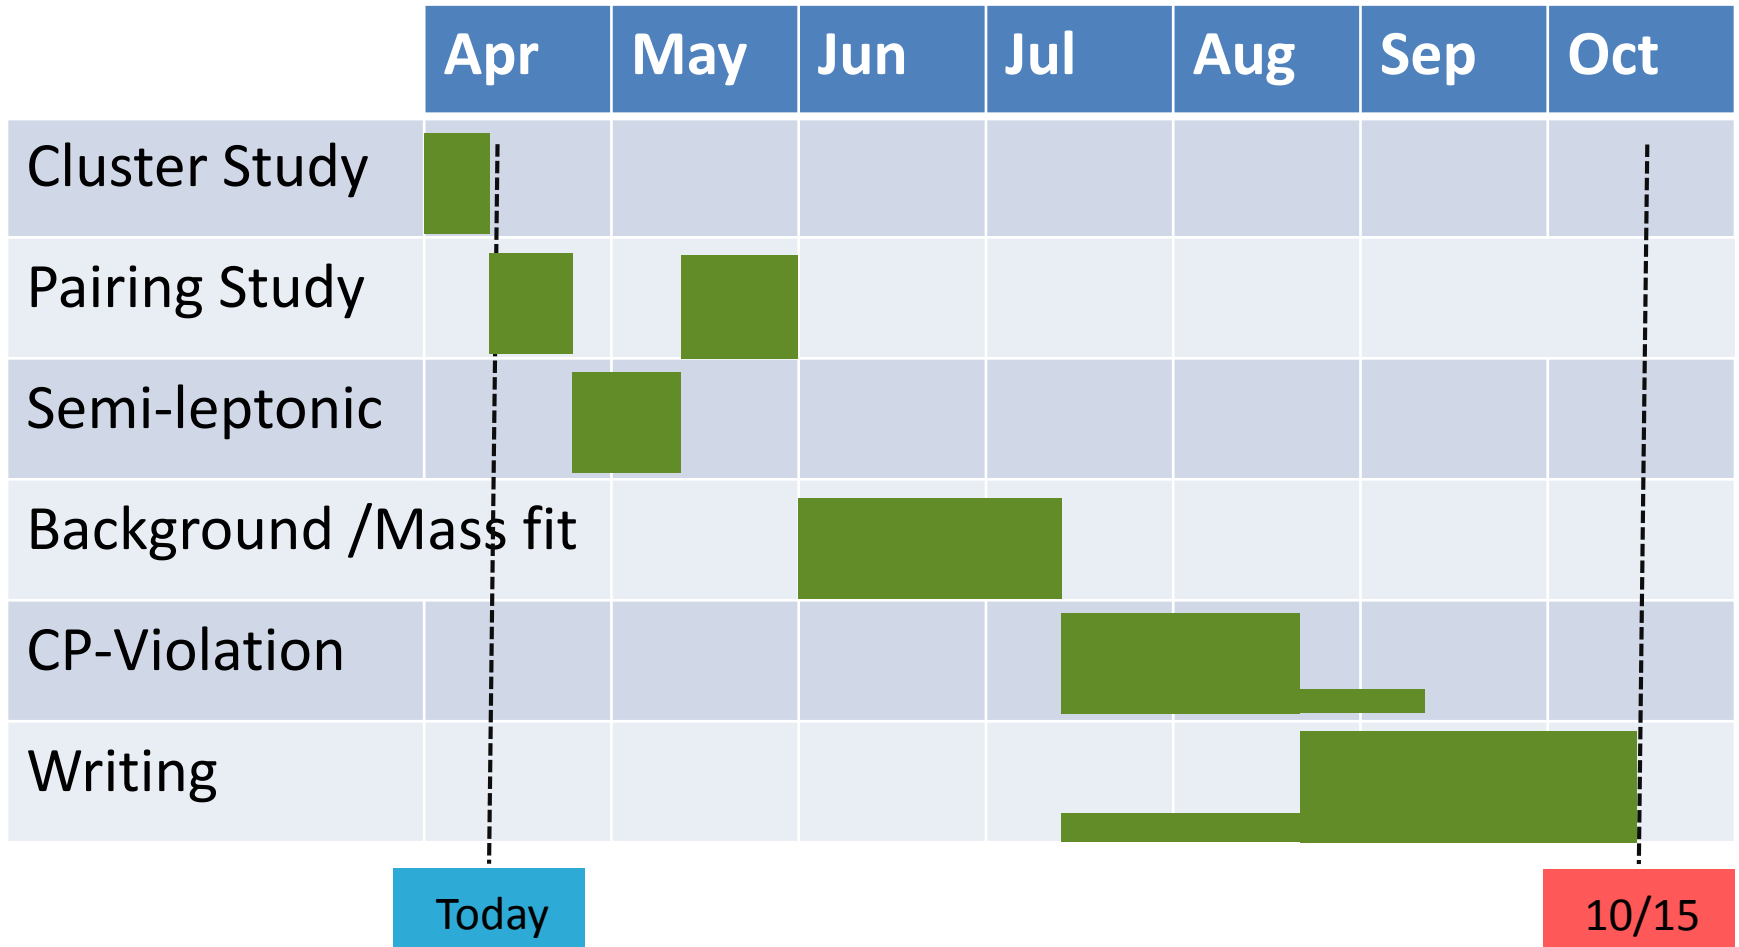 Apr May Jun Jul Aug Sep Oct
Cluster Study
Pairing Study
Semi-leptonic
Background /Mass fit
CP-Violation
Writing
Today 10/15